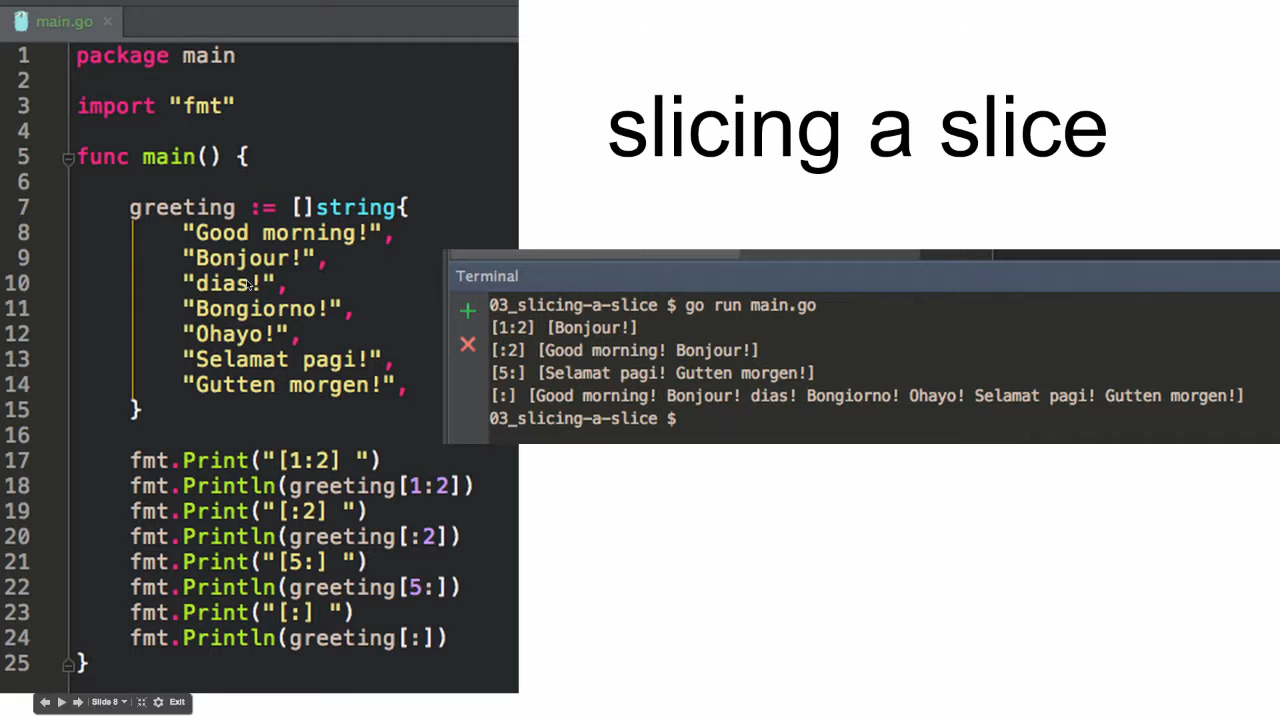 main.go ×
1 package main
2
3 import "fmt"
4
5 func main() {
6
7 greeting := []string{
8 "Good morning!",
9 "Bonjour!",
10 "dias!",
11 "Bongiorno!",
12 "Ohayo!",
13 "Selamat pagi!",
14 "Gutten morgen!",
15 }
16
17 fmt.Print("[1:2] ")
18 fmt.Println(greeting[1:2])
19 fmt.Print("[:2] ")
20 fmt.Println(greeting[:2])
21 fmt.Print("[5:] ")
22 fmt.Println(greeting[5:])
23 fmt.Print("[:] ")
24 fmt.Println(greeting[:])
25 }
slicing a slice
Terminal
03_slicing-a-slice $ go run main.go
[1:2] [Bonjour!]
[:2] [Good morning! Bonjour!]
[5:] [Selamat pagi! Gutten morgen!]
[:] [Good morning! Bonjour! dias! Bongiorno! Ohayo! Selamat pagi! Gutten morgen!]
03_slicing-a-slice $
Slide 8 Exit